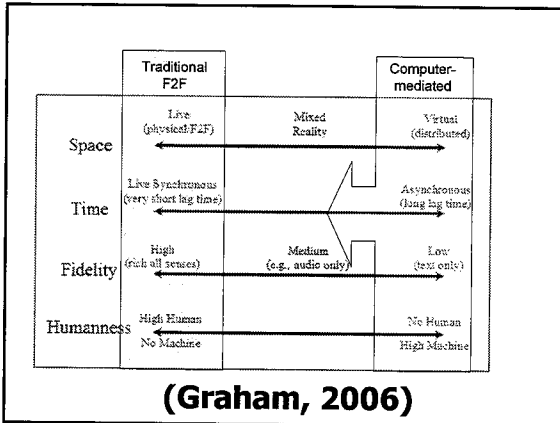 Traditional
F2F
Computer-
mediated
Space
Live
(physical/F2F)
Mixed
Reality
Virtual
(distributed)
Time
Live Synchronous
(very short lag time)
Asynchronous
(long lag time)
Fidelity
High
(rich all senses)
Medium
(e.g., audio only)
Low
(text only)
Humanness
High Human
No Machine
No Human
High Machine
(Graham, 2006)